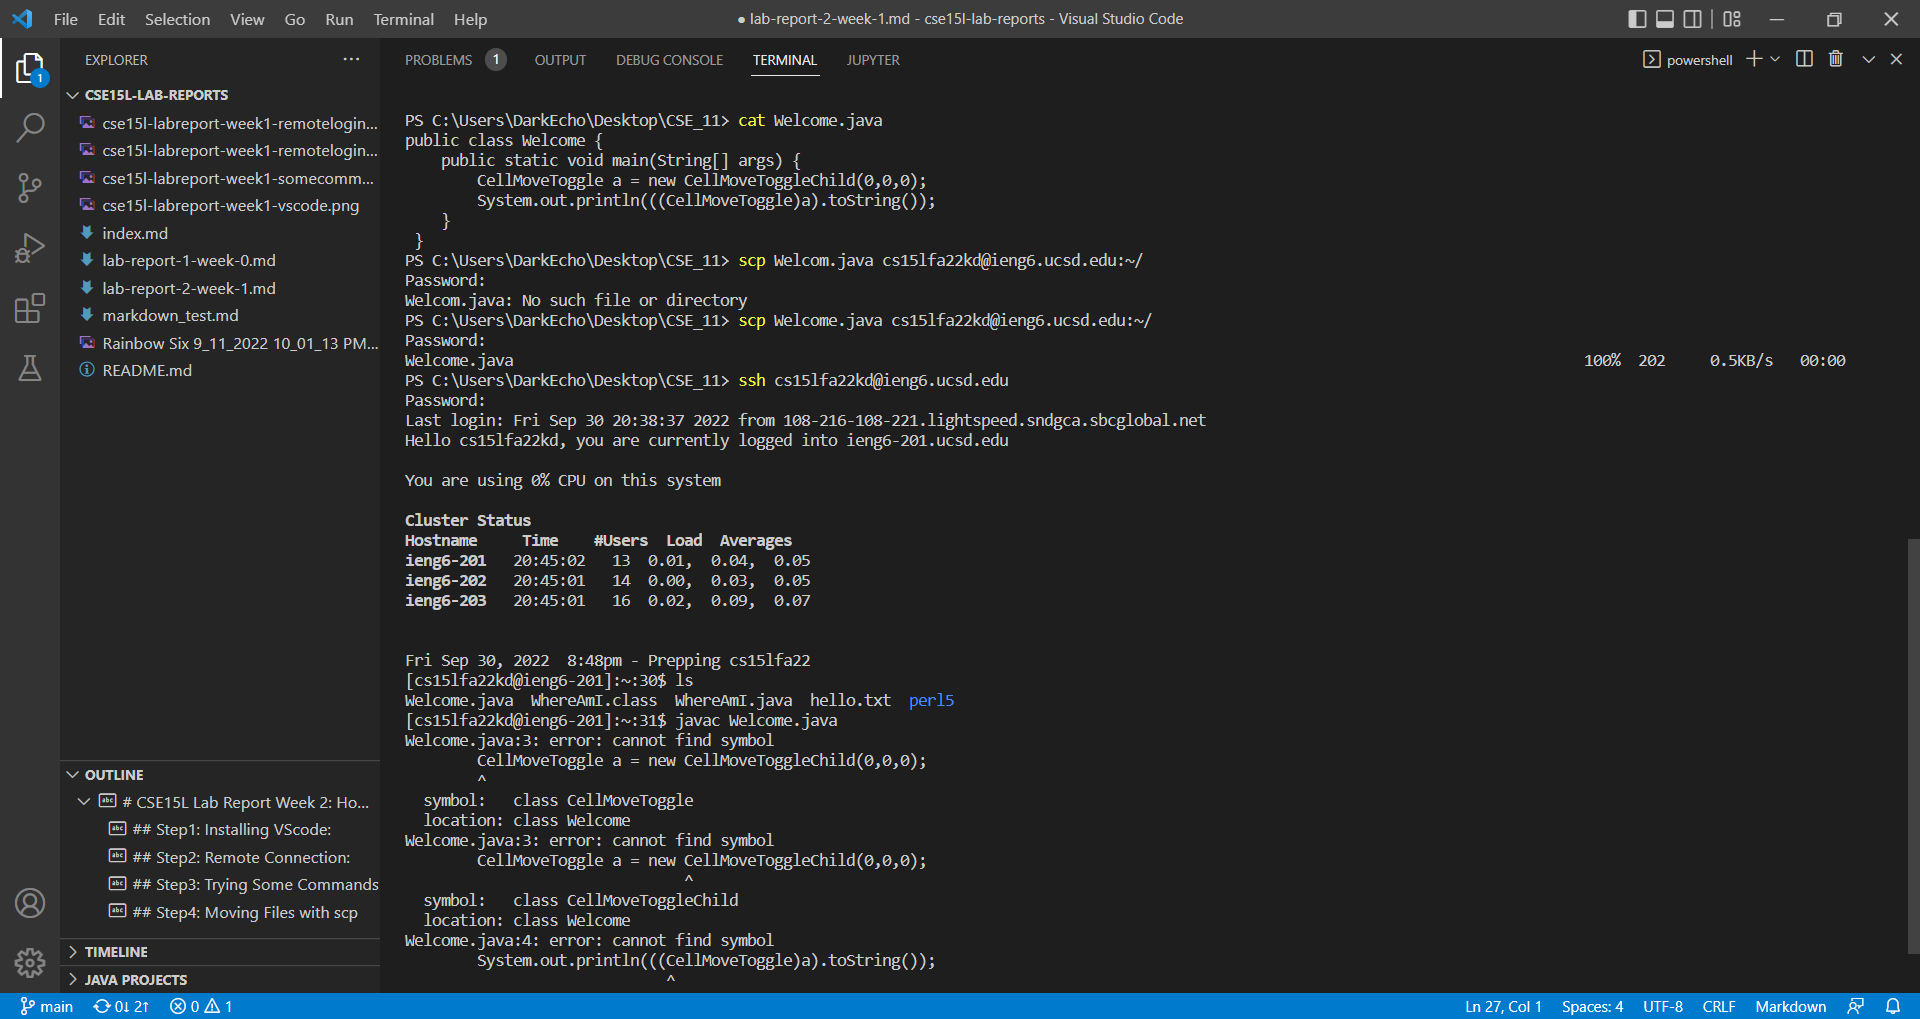 File Edit Selection View Go Run Terminal Help
● lab-report-2-week-1.md - cse15l-lab-reports - Visual Studio Code
1
EXPLORER
CSE15L-LAB-REPORTS
cse15l-labreport-week1-remotelogin...
cse15l-labreport-week1-remotelogin...
cse15l-labreport-week1-somecomm...
cse15l-labreport-week1-vscode.png
index.md
lab-report-1-week-0.md
lab-report-2-week-1.md
markdown_test.md
Rainbow Six 9_11_2022 10_01_13 PM...
README.md
OUTLINE
# CSE15L Lab Report Week 2: Ho...
## Step1: Installing VScode:
## Step2: Remote Connection:
## Step3: Trying Some Commands
## Step4: Moving Files with scp
TIMELINE
JAVA PROJECTS
PROBLEMS 1 OUTPUT DEBUG CONSOLE TERMINAL JUPYTER
powershell
PS C:\Users\DarkEcho\Desktop\CSE_11> cat Welcome.java
public class Welcome {
    public static void main(String[] args) {
        CellMoveToggle a = new CellMoveToggleChild(0,0,0);
        System.out.println(((CellMoveToggle)a).toString());
    }
 }
PS C:\Users\DarkEcho\Desktop\CSE_11> scp Welcom.java cs15lfa22kd@ieng6.ucsd.edu:~/
Password:
Welcom.java: No such file or directory
PS C:\Users\DarkEcho\Desktop\CSE_11> scp Welcome.java cs15lfa22kd@ieng6.ucsd.edu:~/
Password:
Welcome.java 100% 202 0.5KB/s 00:00
PS C:\Users\DarkEcho\Desktop\CSE_11> ssh cs15lfa22kd@ieng6.ucsd.edu
Password:
Last login: Fri Sep 30 20:38:37 2022 from 108-216-108-221.lightspeed.sndgca.sbcglobal.net
Hello cs15lfa22kd, you are currently logged into ieng6-201.ucsd.edu
You are using 0% CPU on this system
Cluster Status
Hostname     Time    #Users  Load  Averages
ieng6-201   20:45:02   13  0.01,  0.04,  0.05
ieng6-202   20:45:01   14  0.00,  0.03,  0.05
ieng6-203   20:45:01   16  0.02,  0.09,  0.07
Fri Sep 30, 2022  8:48pm - Prepping cs15lfa22
[cs15lfa22kd@ieng6-201]:~:30$ ls
Welcome.java  WhereAmI.class  WhereAmI.java  hello.txt  perl5
[cs15lfa22kd@ieng6-201]:~:31$ javac Welcome.java
Welcome.java:3: error: cannot find symbol
        CellMoveToggle a = new CellMoveToggleChild(0,0,0);
        ^
  symbol:   class CellMoveToggle
  location: class Welcome
Welcome.java:3: error: cannot find symbol
        CellMoveToggle a = new CellMoveToggleChild(0,0,0);
                               ^
  symbol:   class CellMoveToggleChild
  location: class Welcome
Welcome.java:4: error: cannot find symbol
        System.out.println(((CellMoveToggle)a).toString());
                             ^
main 0↓ 2↑ 0 1
Ln 27, Col 1 Spaces: 4 UTF-8 CRLF Markdown